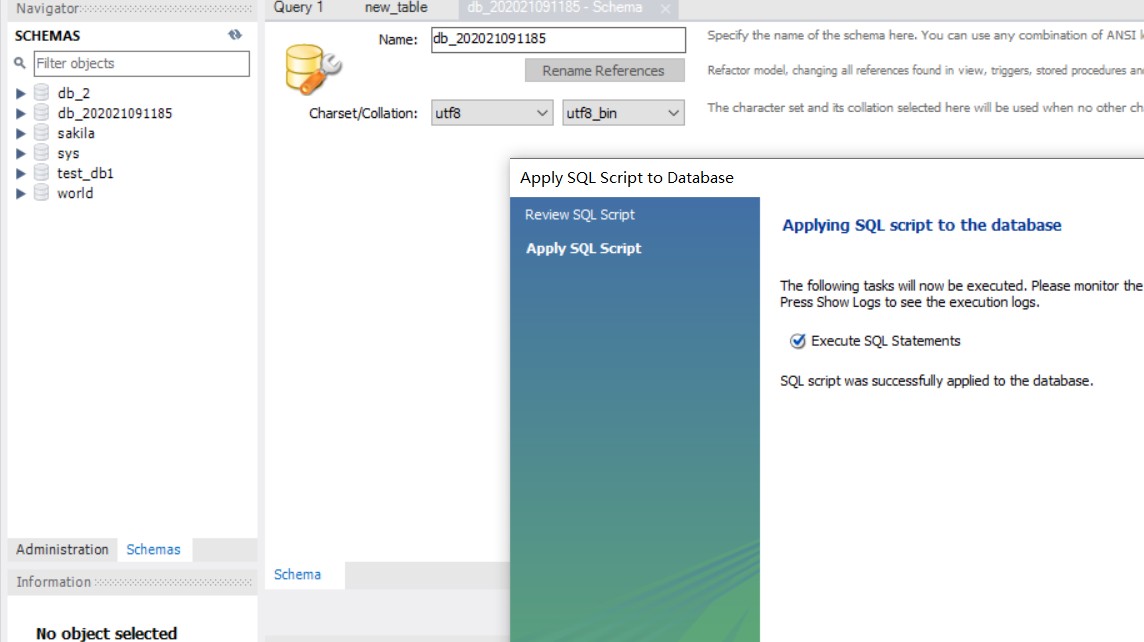 Navigator
SCHEMAS
Filter objects
db_2
db_202021091185
sakila
sys
test_db1
world
Administration Schemas
Information
No object selected
Query 1 new_table db_202021091185 - Schema
Name: db_202021091185
Specify the name of the schema here. You can use any combination of ANSI
Rename References
Refactor model, changing all references found in view, triggers, stored procedures and
Charset/Collation: utf8 utf8_bin
The character set and its collation selected here will be used when no other
Schema
Apply SQL Script to Database
Review SQL Script
Apply SQL Script
Applying SQL script to the database
The following tasks will now be executed. Please monitor the
Press Show Logs to see the execution logs.
Execute SQL Statements
SQL script was successfully applied to the database.